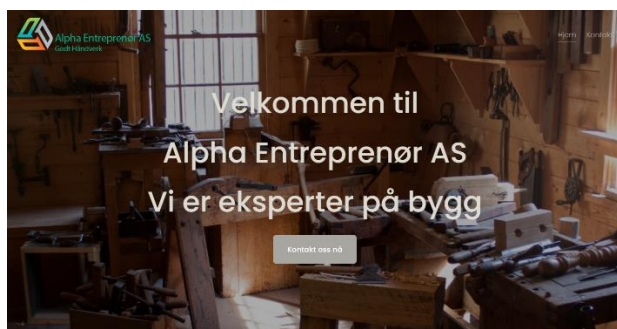 Alpha Entreprenør AS
Godt Håndverk
Hjem Kontakt
Velkommen til
Alpha Entreprenør AS
Vi er eksperter på bygg
Kontakt oss nå